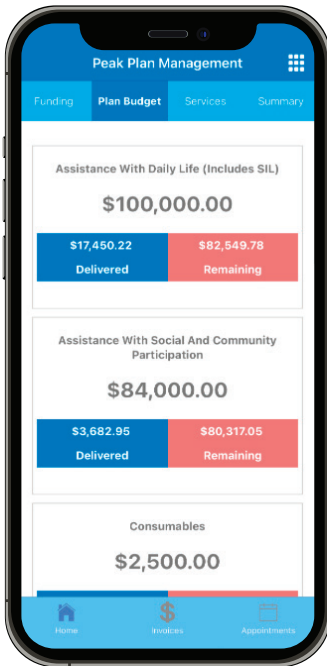 Peak Plan Management
Funding
Plan Budget
Services
Summary
Assistance With Daily Life (Includes SIL)
$100,000.00
$17,450.22
$82,549.78
Delivered
Remaining
Assistance With Social And Community
Participation
$84,000.00
$3,682.95
$80,317.05
Delivered
Remaining
Consumables
$2,500.00
Home
Invoices
Appointments